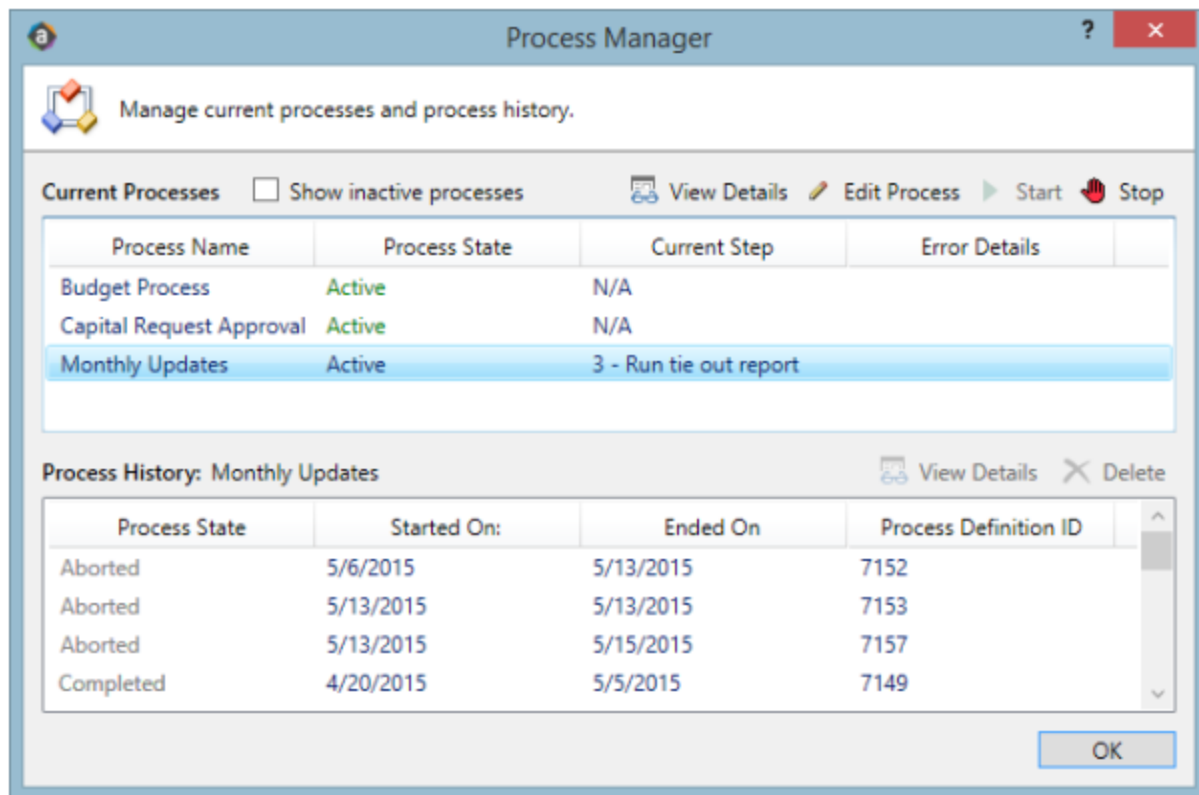 a Process Manager ? ×
Manage current processes and process history.
Current Processes Show inactive processes View Details Edit Process Start Stop
Process Name Process State Current Step Error Details
Budget Process Active N/A
Capital Request Approval Active N/A
Monthly Updates Active 3 - Run tie out report
Process History: Monthly Updates View Details Delete
Process State Started On: Ended On Process Definition ID
Aborted 5/6/2015 5/13/2015 7152
Aborted 5/13/2015 5/13/2015 7153
Aborted 5/13/2015 5/15/2015 7157
Completed 4/20/2015 5/5/2015 7149
OK